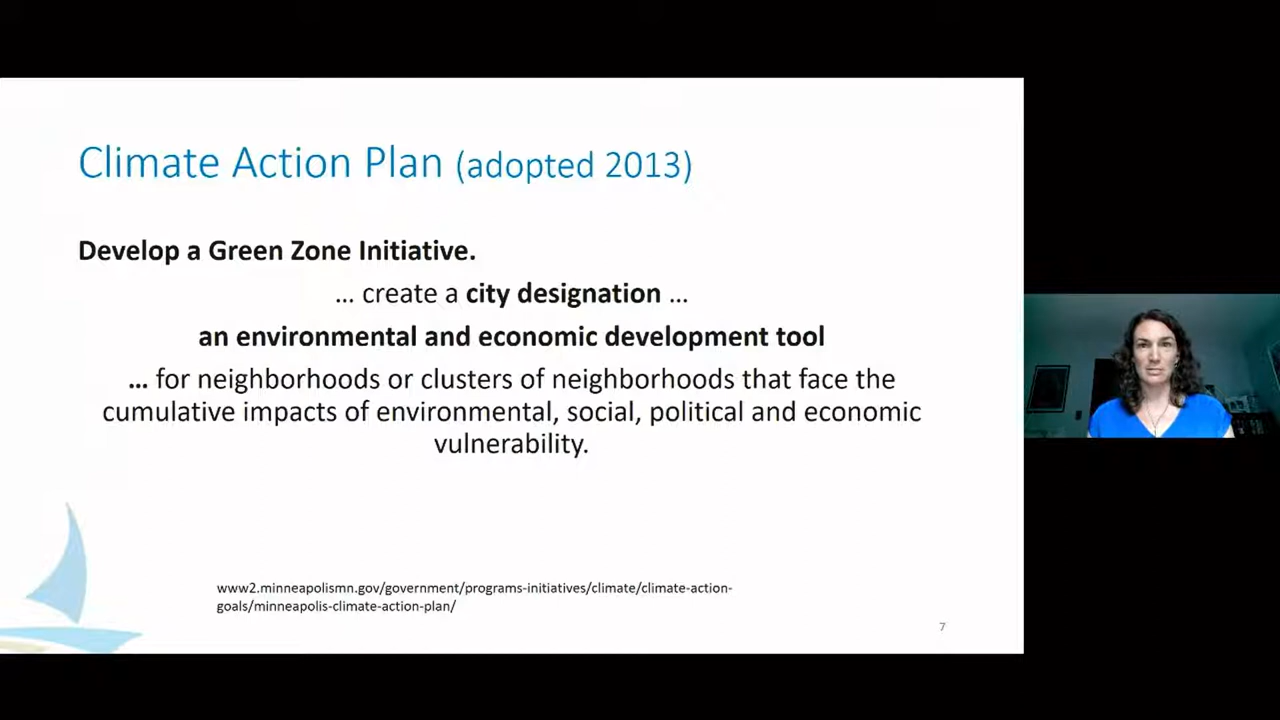 Climate Action Plan (adopted 2013)
Develop a Green Zone Initiative.
... create a city designation ...
an environmental and economic development tool
... for neighborhoods or clusters of neighborhoods that face the
cumulative impacts of environmental, social, political and economic
vulnerability.
www2.minneapolismn.gov/government/programs-initiatives/climate/climate-action-
goals/minneapolis-climate-action-plan/
7